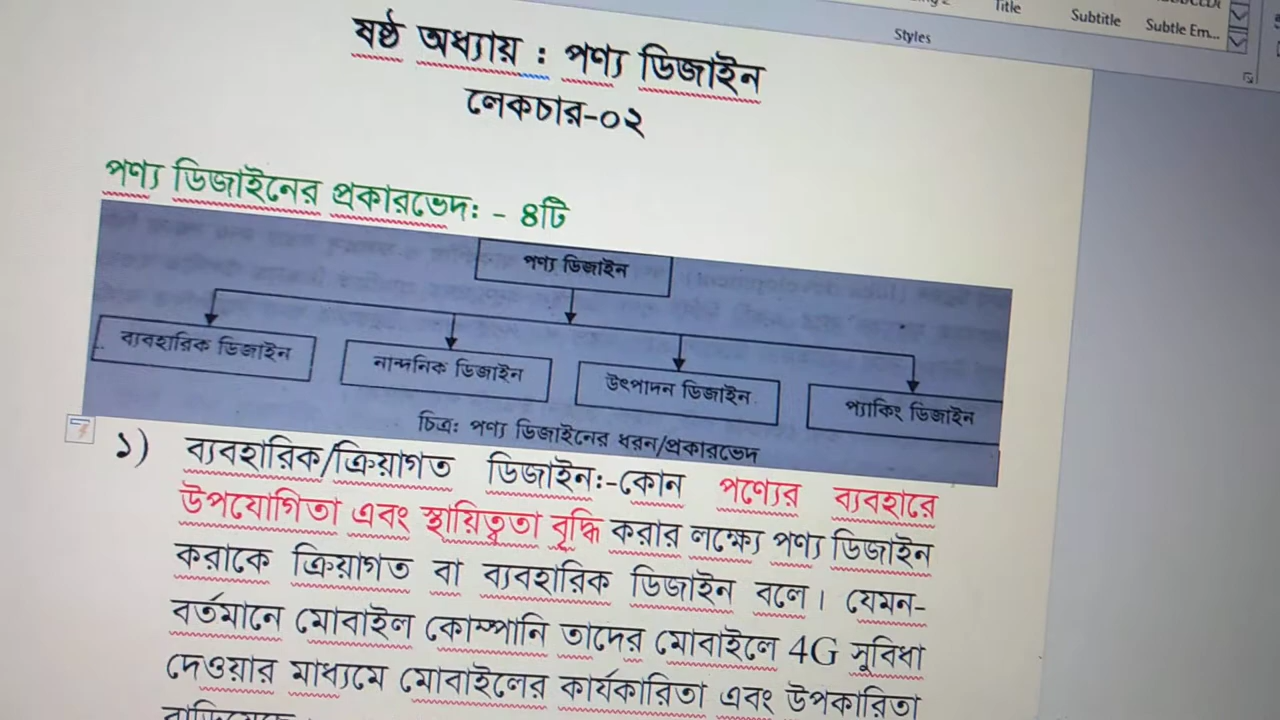 Title
Subtitle
Subtle Em...
Styles
ষষ্ঠ অধ্যায় : পণ্য ডিজাইন
লেকচার-০২
পণ্য ডিজাইনের প্রকারভেদঃ - ৪টি
পণ্য ডিজাইন
ব্যবহারিক ডিজাইন
নান্দনিক ডিজাইন
উৎপাদন ডিজাইন
প্যাকিং ডিজাইন
চিত্রঃ পণ্য ডিজাইনের ধরন/প্রকারভেদ
১) ব্যবহারিক/ক্রিয়াগত ডিজাইনঃ-কোন পণ্যের ব্যবহারে
উপযোগিতা এবং স্থায়িত্বতা বৃদ্ধি করার লক্ষ্যে পণ্য ডিজাইন
করাকে ক্রিয়াগত বা ব্যবহারিক ডিজাইন বলে। যেমন-
বর্তমানে মোবাইল কোম্পানি তাদের মোবাইলে 4G সুবিধা
দেওয়ার মাধ্যমে মোবাইলের কার্যকারিতা এবং উপকারিতা